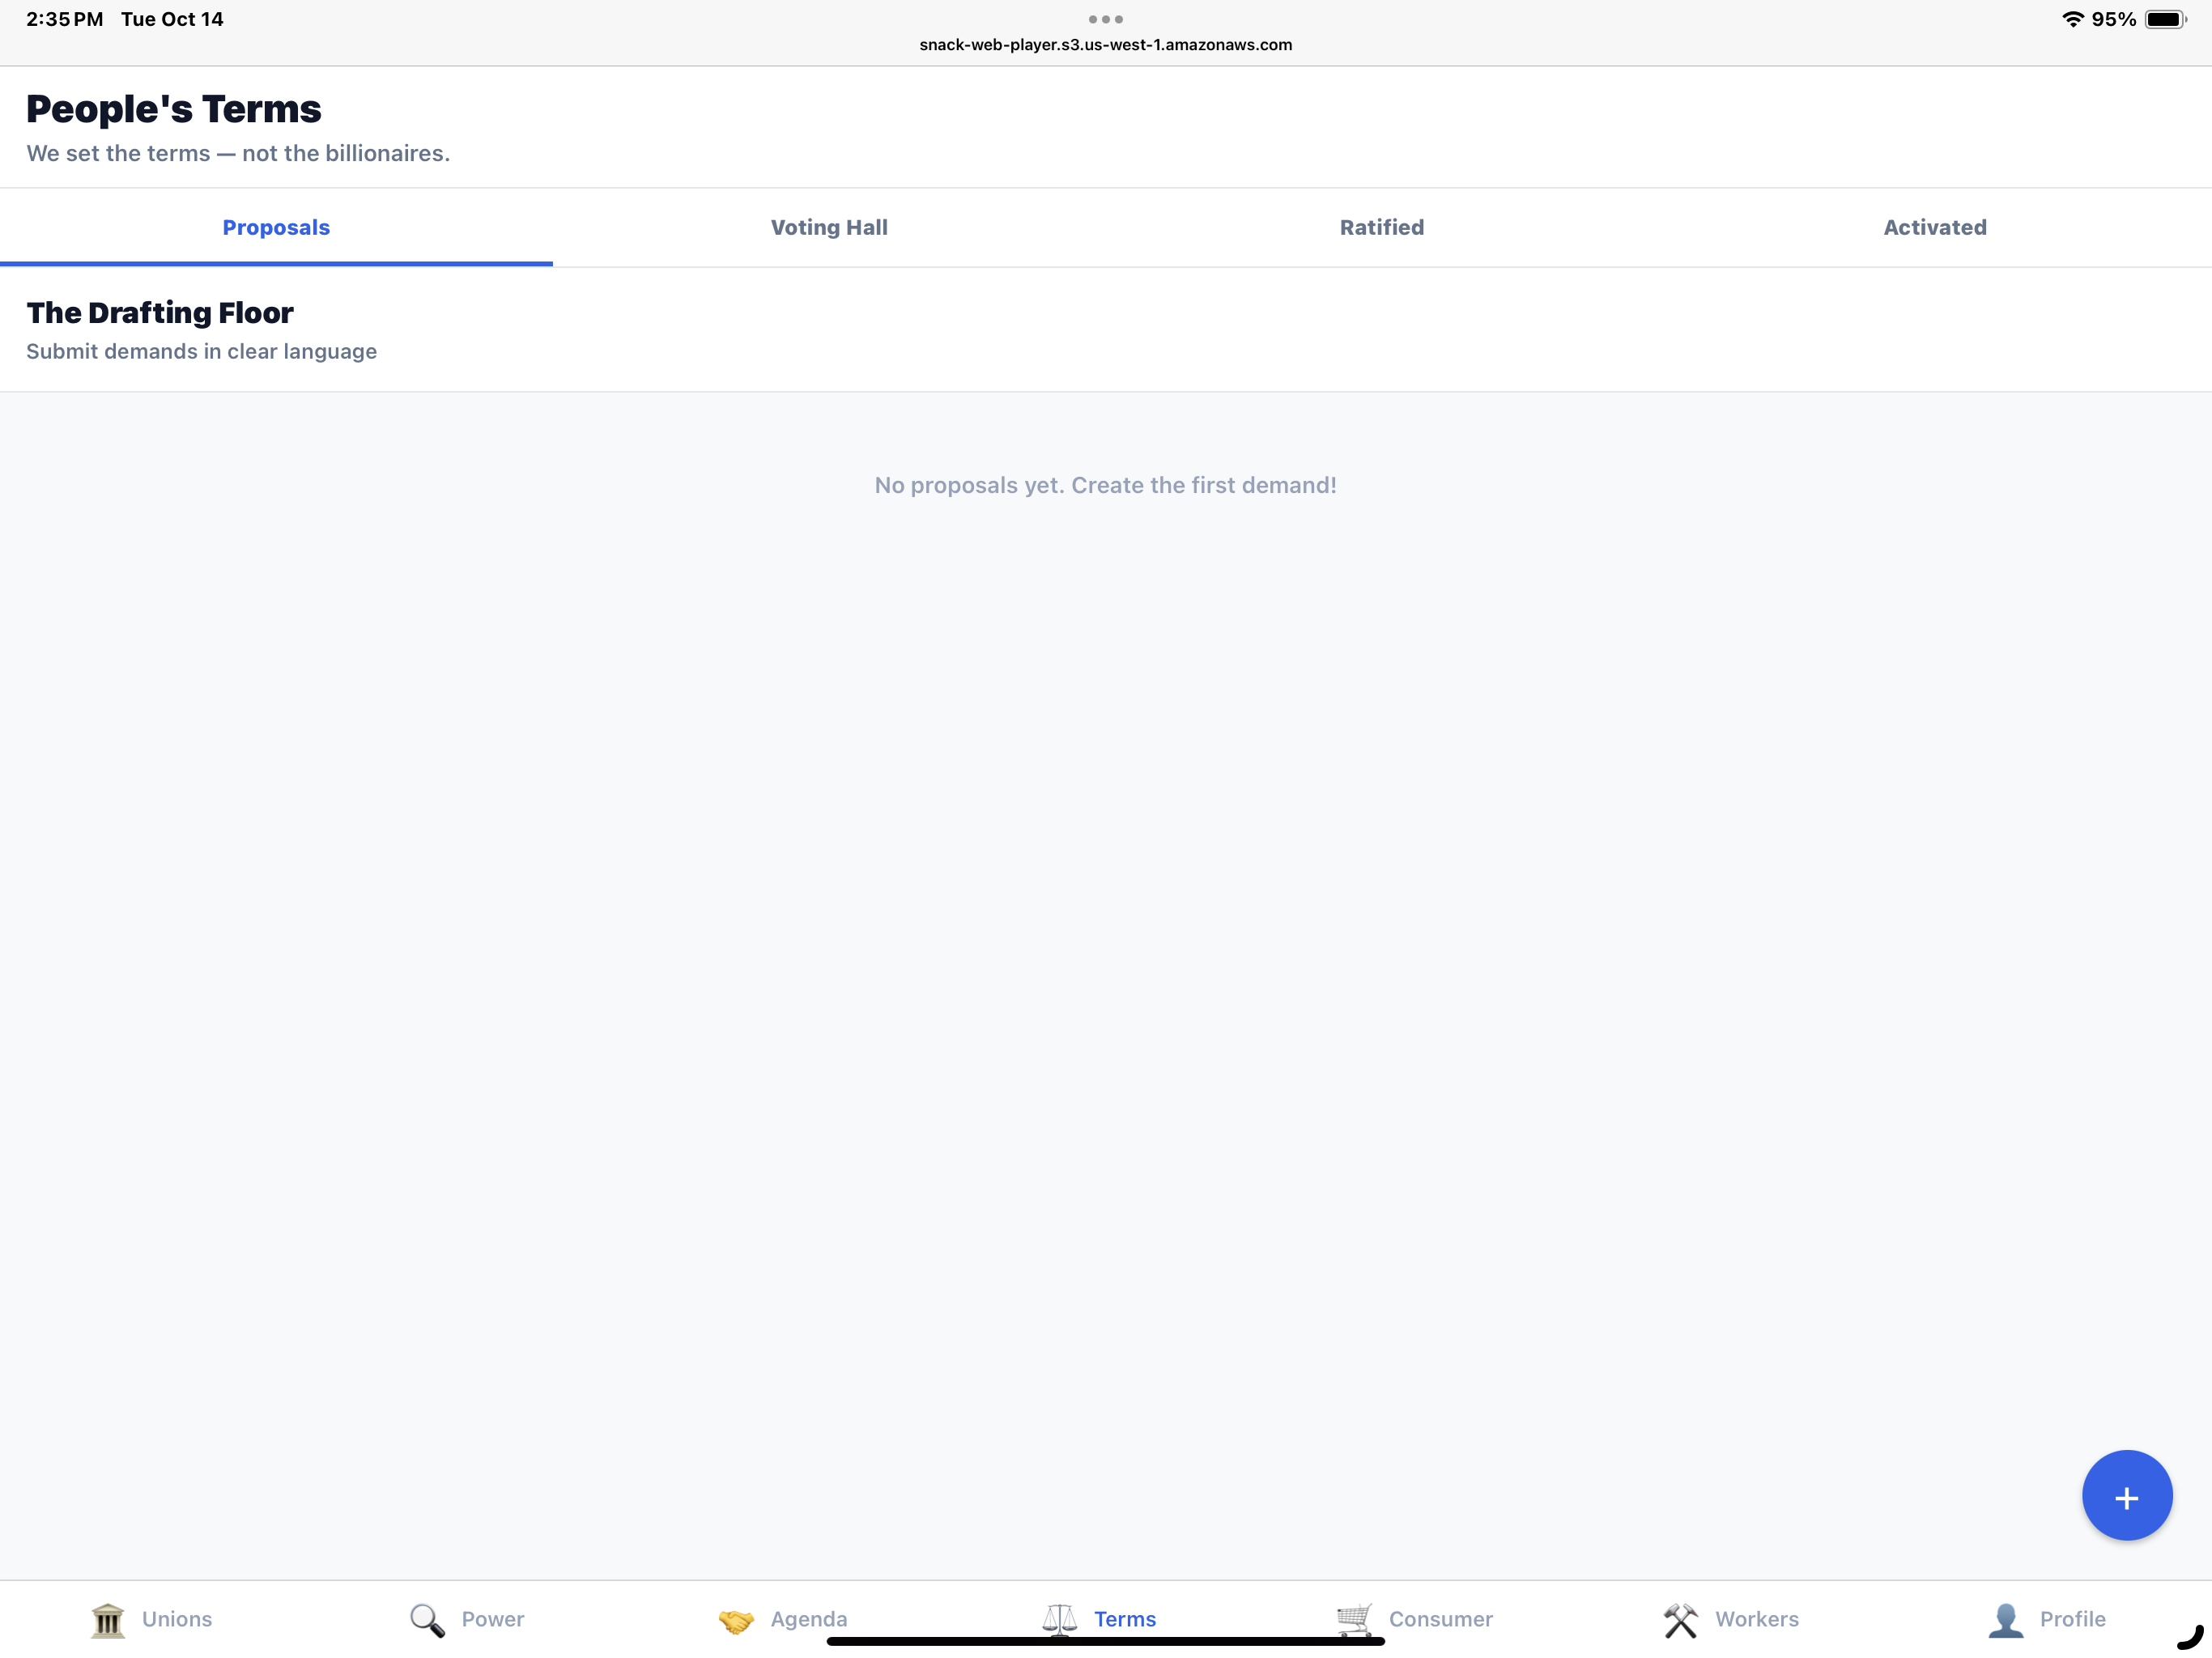 2:35 PM Tue Oct 14
95%
snack-web-player.s3.us-west-1.amazonaws.com
People's Terms
We set the terms — not the billionaires.
Proposals
Voting Hall
Ratified
Activated
The Drafting Floor
Submit demands in clear language
No proposals yet. Create the first demand!
+
Unions
Power
Agenda
Terms
Consumer
Workers
Profile